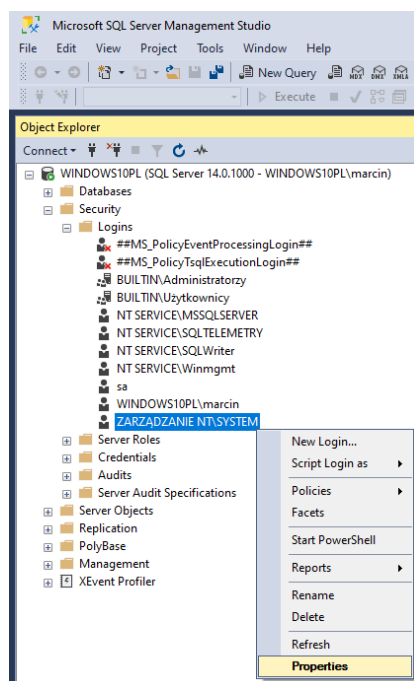 Microsoft SQL Server Management Studio
File Edit View Project Tools Window Help
New Query MDX DMX XMLA
Execute
Object Explorer
Connect
WINDOWS10PL (SQL Server 14.0.1000 - WINDOWS10PL\marcin)
Databases
Security
Logins
##MS_PolicyEventProcessingLogin##
##MS_PolicyTsqlExecutionLogin##
BUILTIN\Administratorzy
BUILTIN\Użytkownicy
NT SERVICE\MSSQLSERVER
NT SERVICE\SQLTELEMETRY
NT SERVICE\SQLWriter
NT SERVICE\Winmgmt
sa
WINDOWS10PL\marcin
ZARZĄDZANIE NT\SYSTEM
Server Roles
Credentials
Audits
Server Audit Specifications
Server Objects
Replication
PolyBase
Management
XEvent Profiler
New Login...
Script Login as
Policies
Facets
Start PowerShell
Reports
Rename
Delete
Refresh
Properties